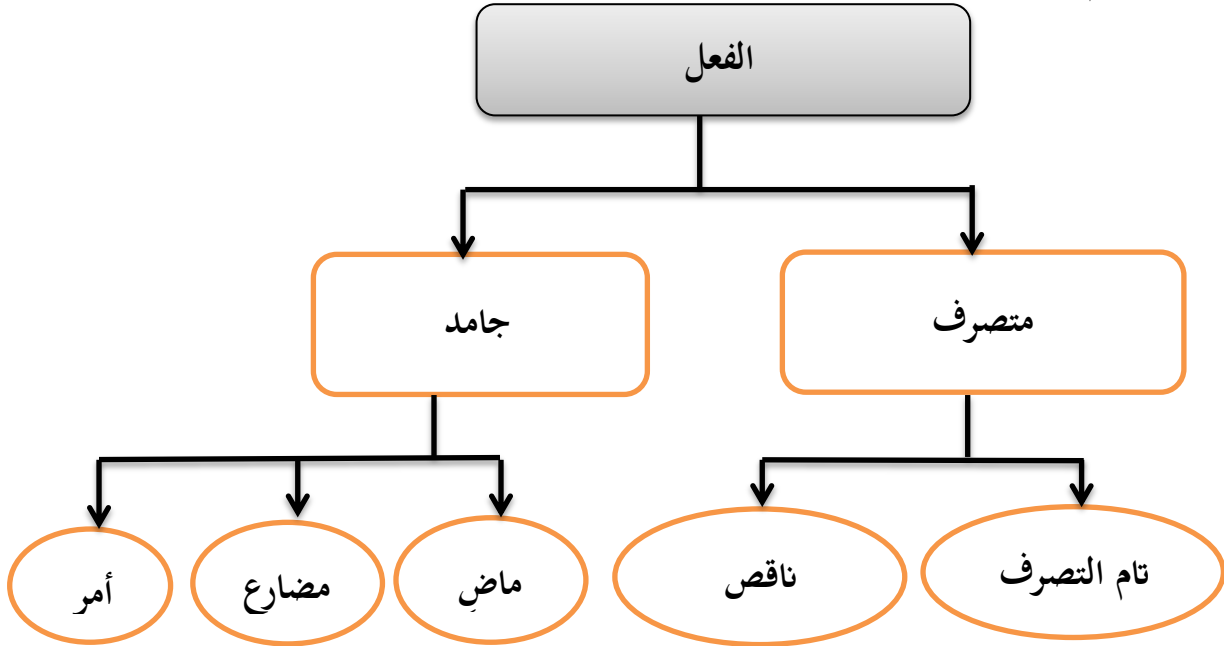 الفعل
متصرف
جامد
تام التصرف
ناقص
ماضٍ
مضارع
أمر